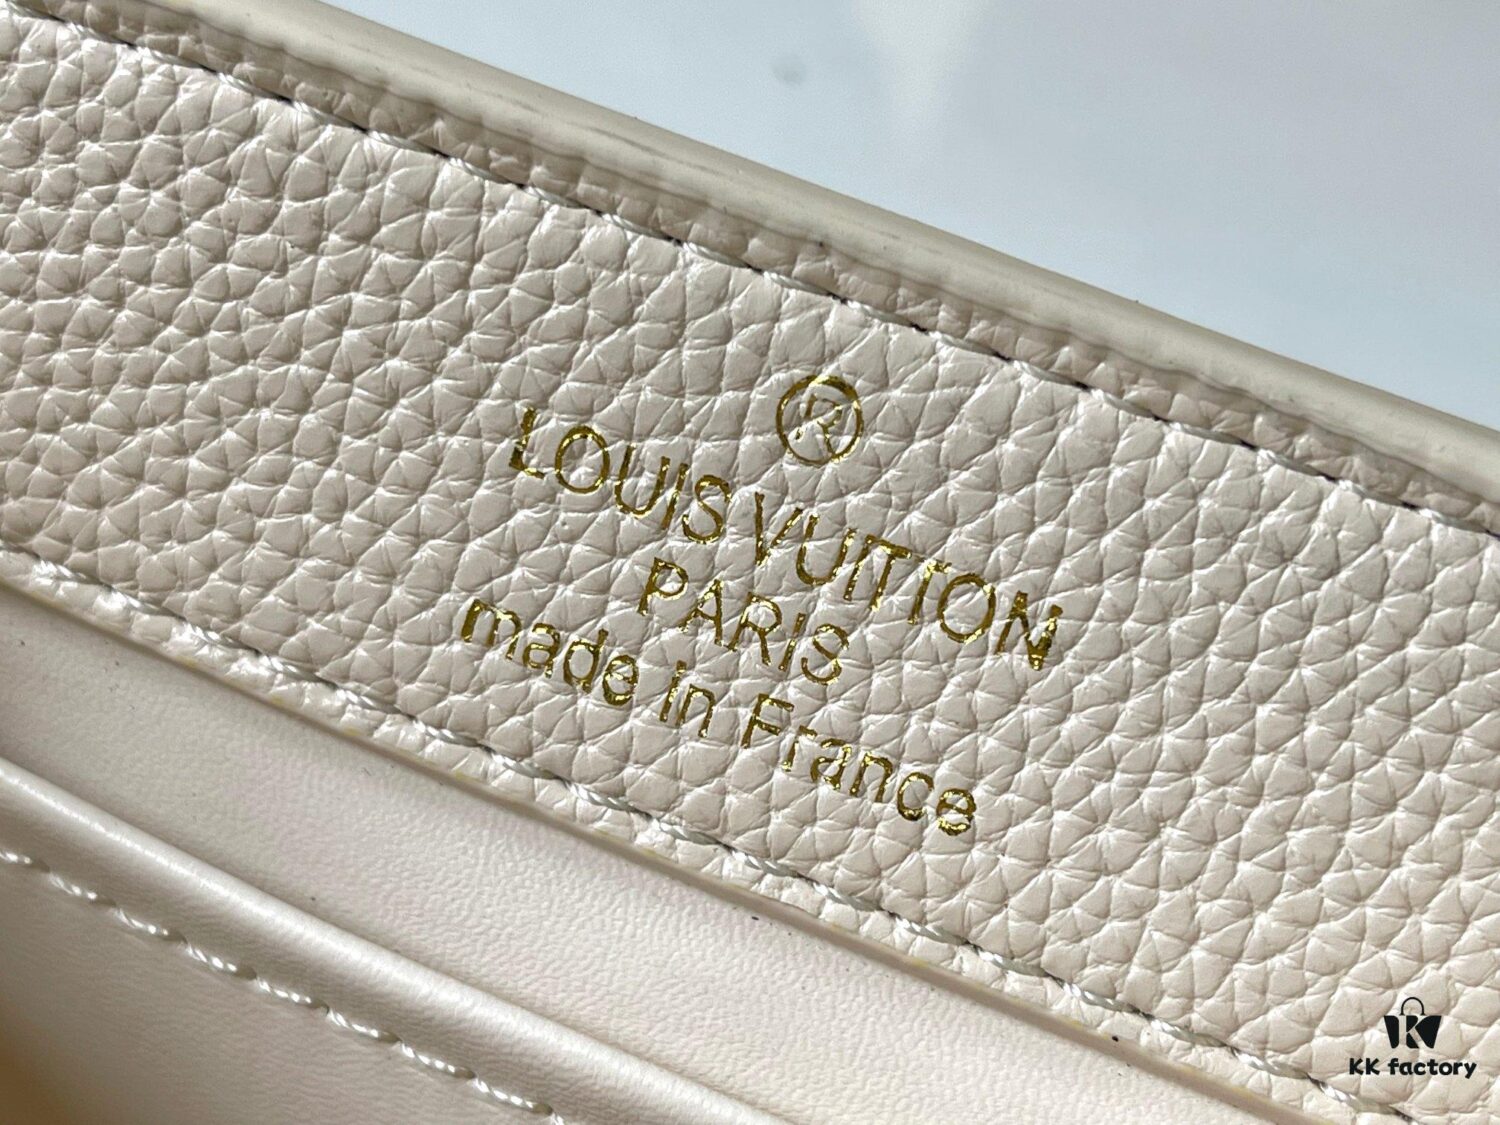 ®
LOUIS VUITTON
PARIS
made in France
KK factory